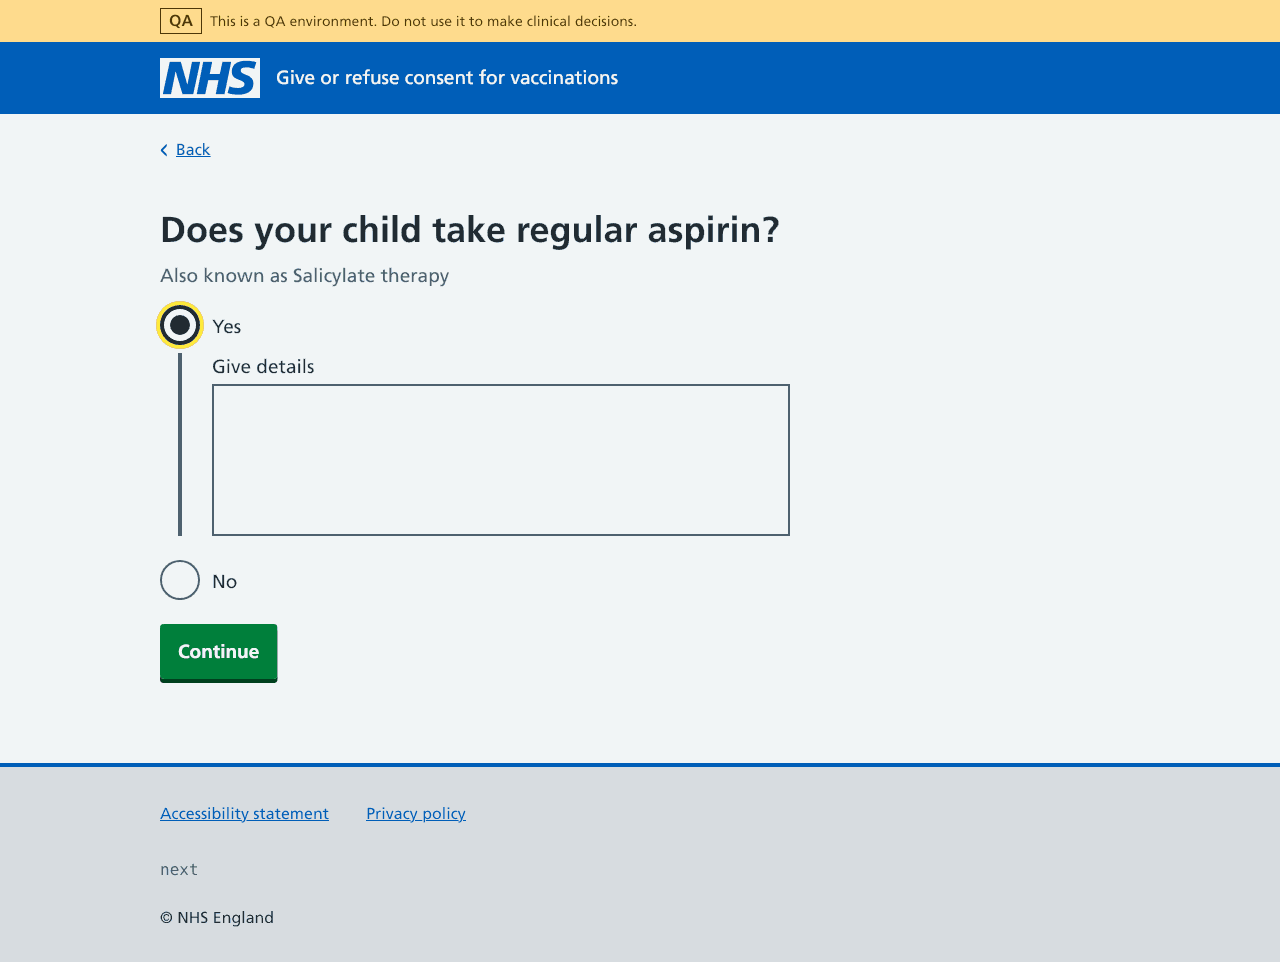 QA This is a QA environment. Do not use it to make clinical decisions.
NHS Give or refuse consent for vaccinations
Back
Does your child take regular aspirin?
Also known as Salicylate therapy
Yes
Give details
No
Continue
Accessibility statement Privacy policy
next
© NHS England